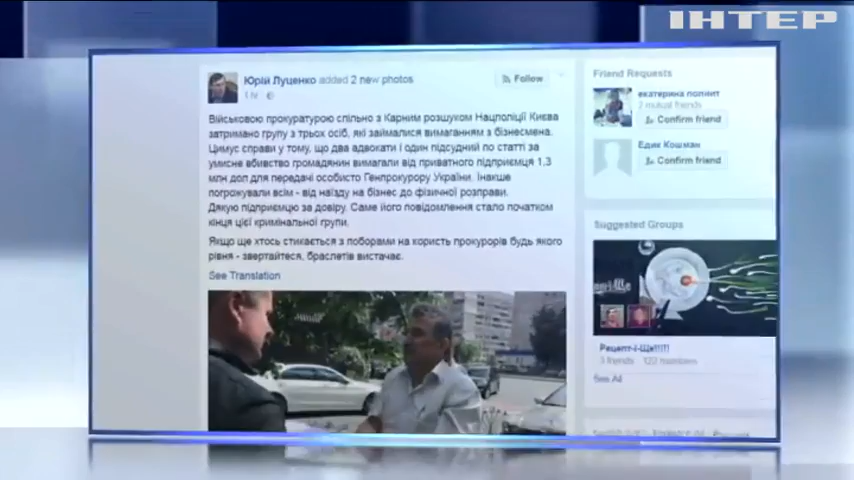 ІНТЕР
Юрій Луценко added 2 new photos
1 hr
Follow
Військовою прокуратурою спільно з Карним розшуком Нацполіції Києва
затримано групу з трьох осіб, які займалися вимаганням з бізнесмена.
Цимус справи у тому, що два адвокати і один підсудний по статті за
умисне вбивство громадянин вимагали від приватного підприємця 1,3
млн дол для передачі особисто Генпрокурору України. Інакше
погрожували всім - від наїзду на бізнес до фізичної розправи.
Дякую підприємцю за довіру. Саме його повідомлення стало початком
кінця цієї кримінальної групи.
Якщо ще хтось стикається з поборами на користь прокурорів будь якого
рівня - звертайтеся, браслетів вистачає.
See Translation
Friend Requests
екатерина полнит
2 mutual friends
Confirm friend
Едик Кошман
Confirm friend
Suggested Groups
Рецепт-і-Ще!!!!!
3 friends · 122 members
See All